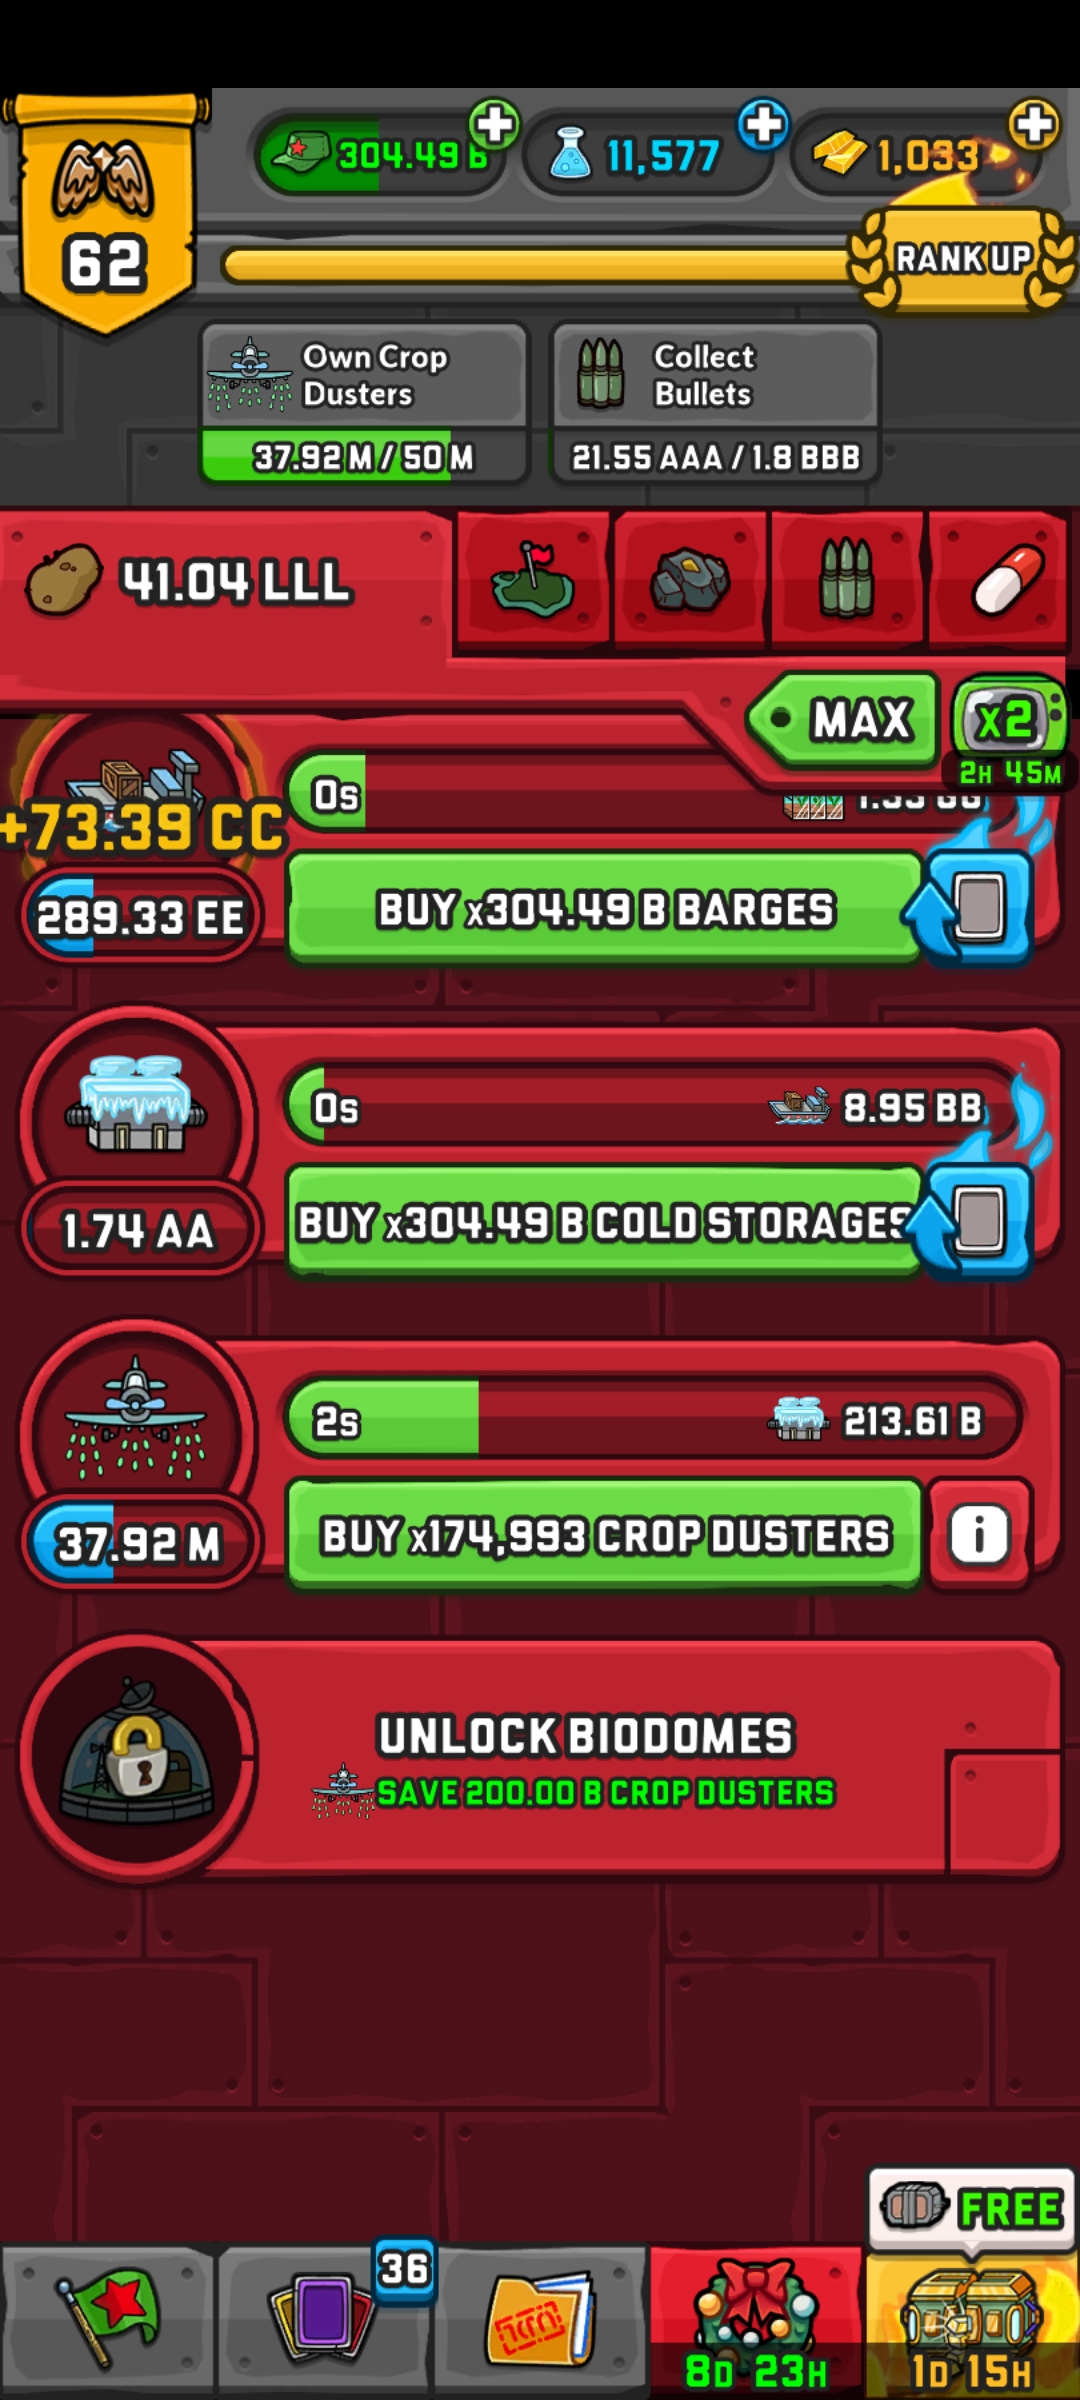 304.49 B
11,577
1,033
62
RANK UP
Own Crop
Dusters
37.92 M / 50 M
Collect
Bullets
21.55 AAA / 1.8 BBB
41.04 LLL
MAX
x2
2H 45M
0s
+73.39 CC
289.33 EE
BUY x304.49 B BARGES
0s
8.95 BB
1.74 AA
BUY x304.49 B COLD STORAGES
2s
213.61 B
37.92 M
BUY x174,993 CROP DUSTERS
i
UNLOCK BIODOMES
SAVE 200.00 B CROP DUSTERS
FREE
36
8D 23H
1D 15H